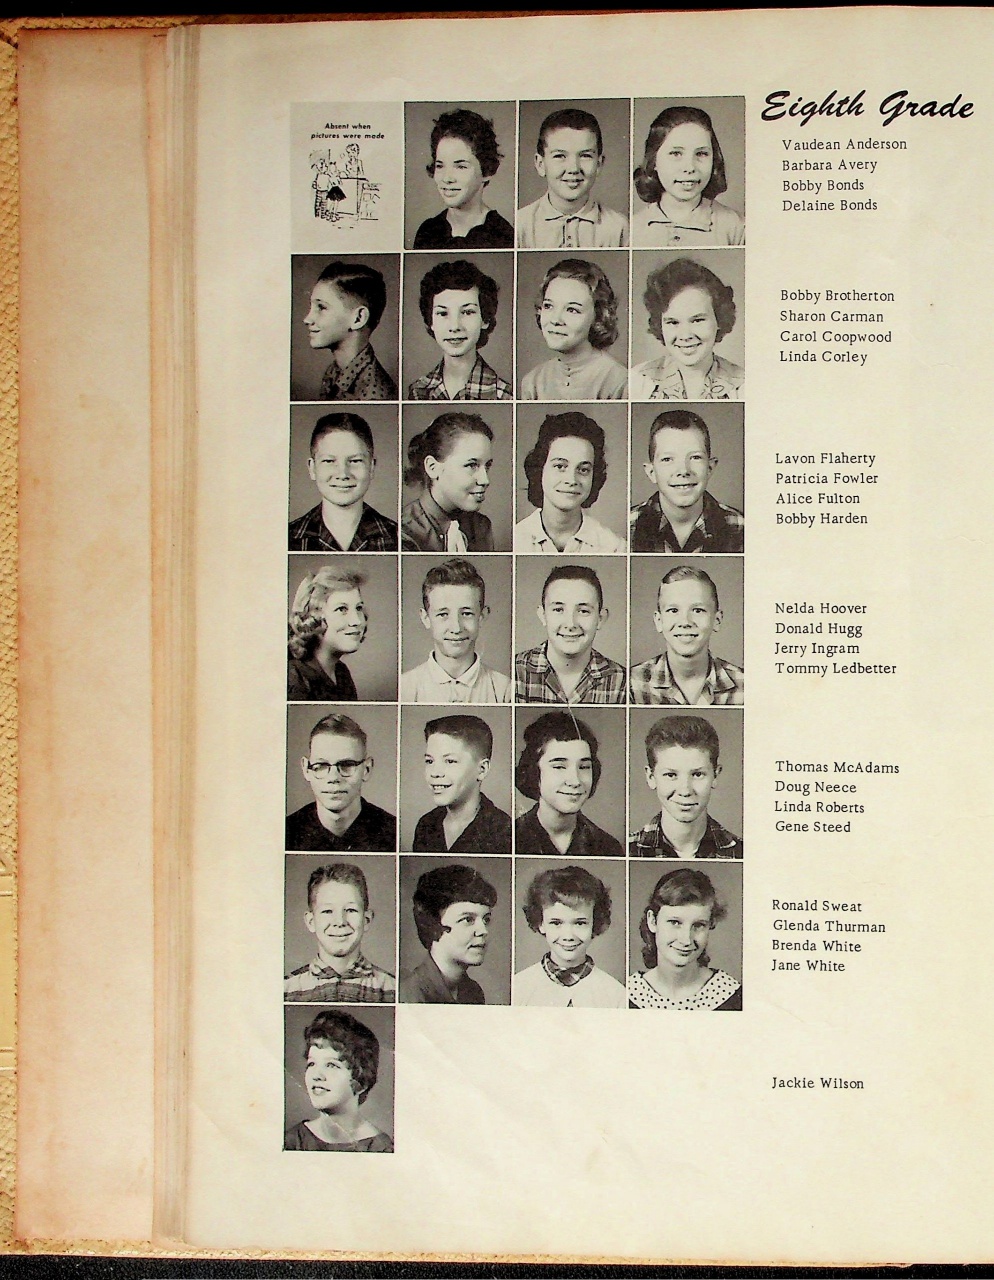 Absent when
pictures were made
Eighth Grade
Vaudean Anderson
Barbara Avery
Bobby Bonds
Delaine Bonds
Bobby Brotherton
Sharon Carman
Carol Coopwood
Linda Corley
Lavon Flaherty
Patricia Fowler
Alice Fulton
Bobby Harden
Nelda Hoover
Donald Hugg
Jerry Ingram
Tommy Ledbetter
Thomas McAdams
Doug Neece
Linda Roberts
Gene Steed
Ronald Sweat
Glenda Thurman
Brenda White
Jane White
Jackie Wilson